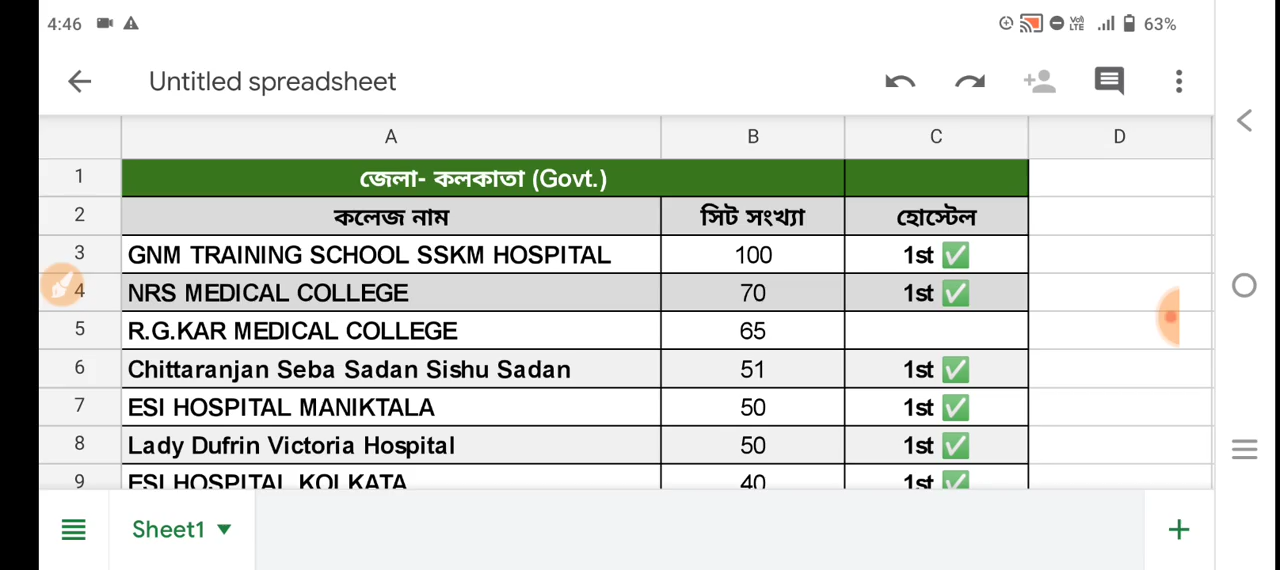 4:46 VoI) LTE 63%
Untitled spreadsheet
A B C D
1 জেলা- কলকাতা (Govt.)
2 কলেজ নাম সিট সংখ্যা হোস্টেল
3 GNM TRAINING SCHOOL SSKM HOSPITAL 100 1st ✅
4 NRS MEDICAL COLLEGE 70 1st ✅
5 R.G.KAR MEDICAL COLLEGE 65
6 Chittaranjan Seba Sadan Sishu Sadan 51 1st ✅
7 ESI HOSPITAL MANIKTALA 50 1st ✅
8 Lady Dufrin Victoria Hospital 50 1st ✅
9 ESI HOSPITAL KOLKATA 40 1st ✅
Sheet1